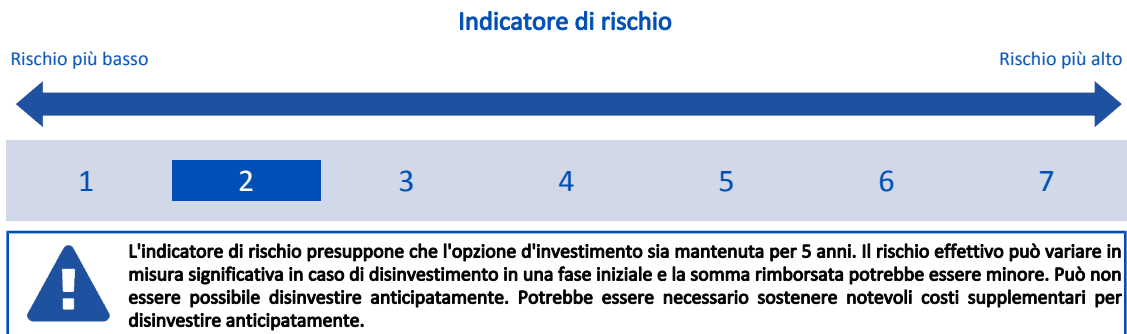 Indicatore di rischio
Rischio più basso
Rischio più alto
1 2 3 4 5 6 7
L'indicatore di rischio presuppone che l'opzione d'investimento sia mantenuta per 5 anni. Il rischio effettivo può variare in
misura significativa in caso di disinvestimento in una fase iniziale e la somma rimborsata potrebbe essere minore. Può non
essere possibile disinvestire anticipatamente. Potrebbe essere necessario sostenere notevoli costi supplementari per
disinvestire anticipatamente.